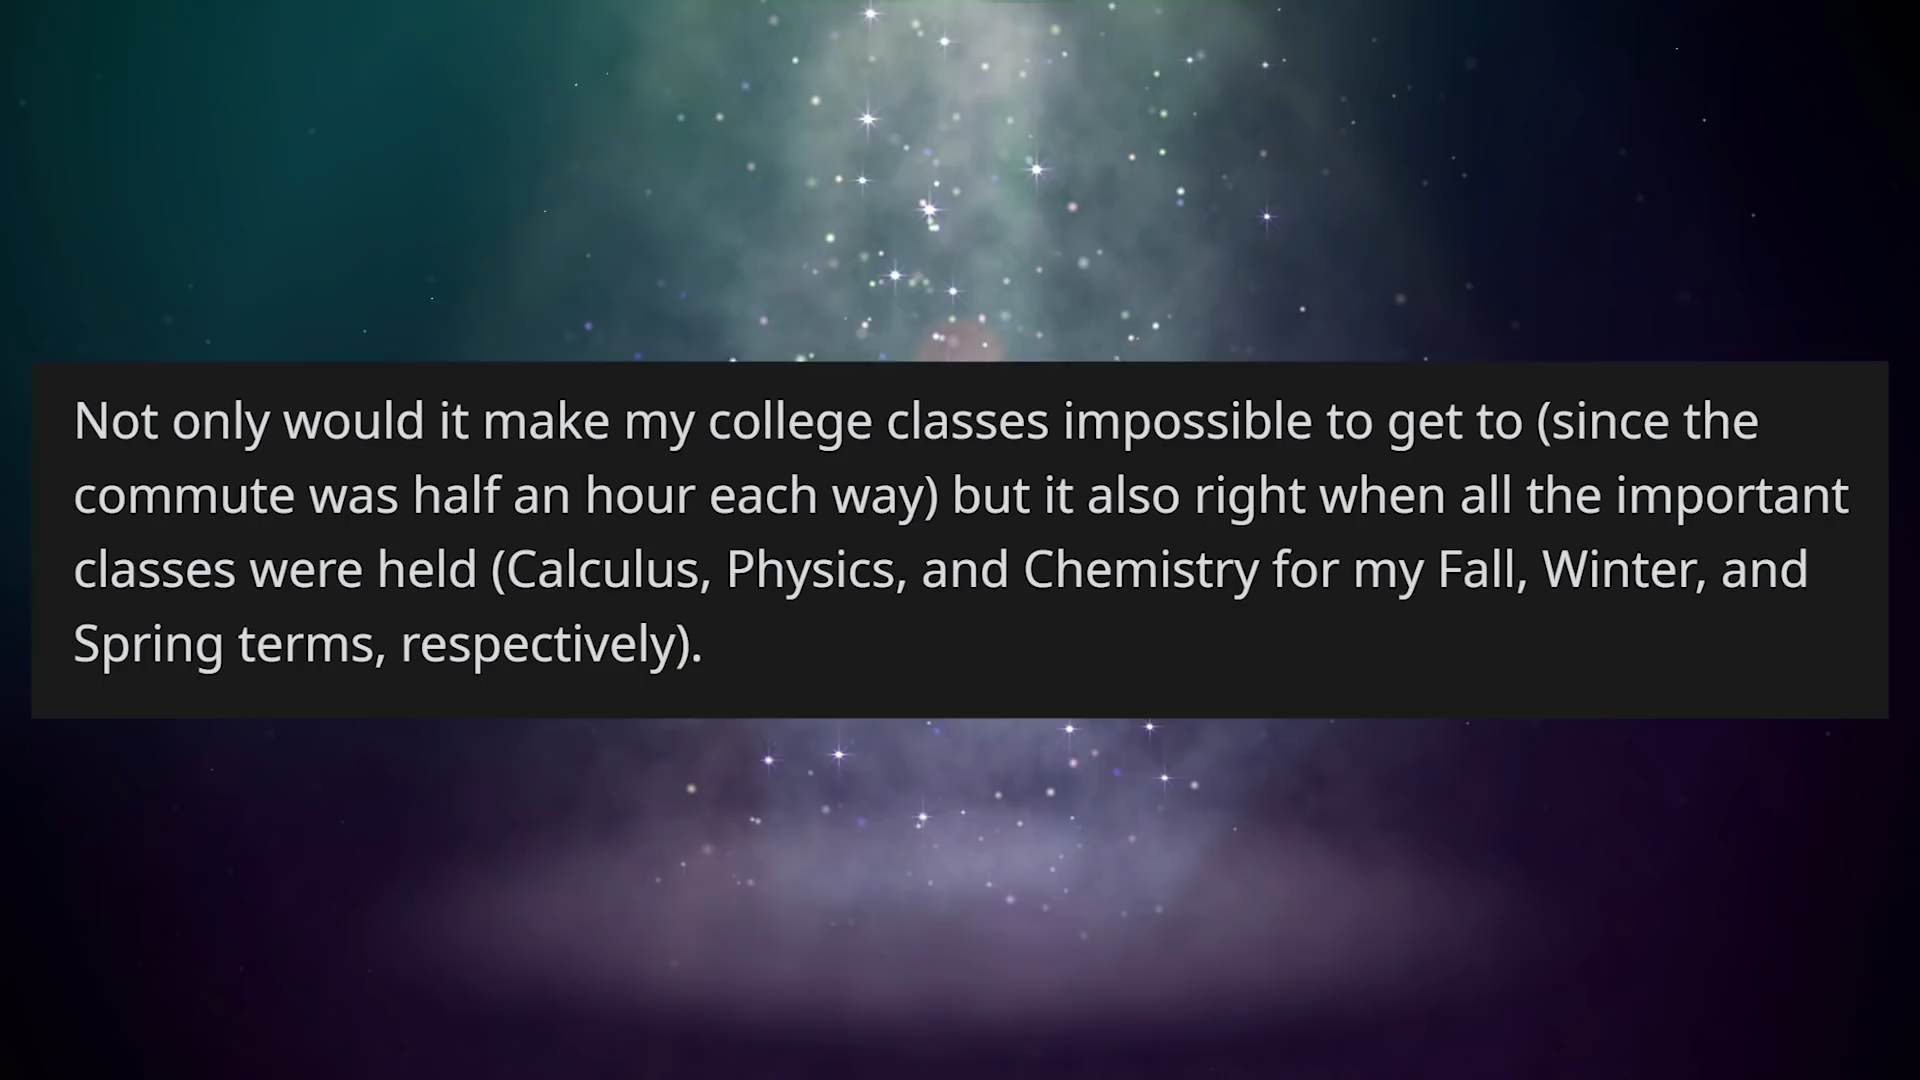 Not only would it make my college classes impossible to get to (since the
commute was half an hour each way) but it also right when all the important
classes were held (Calculus, Physics, and Chemistry for my Fall, Winter, and
Spring terms, respectively).